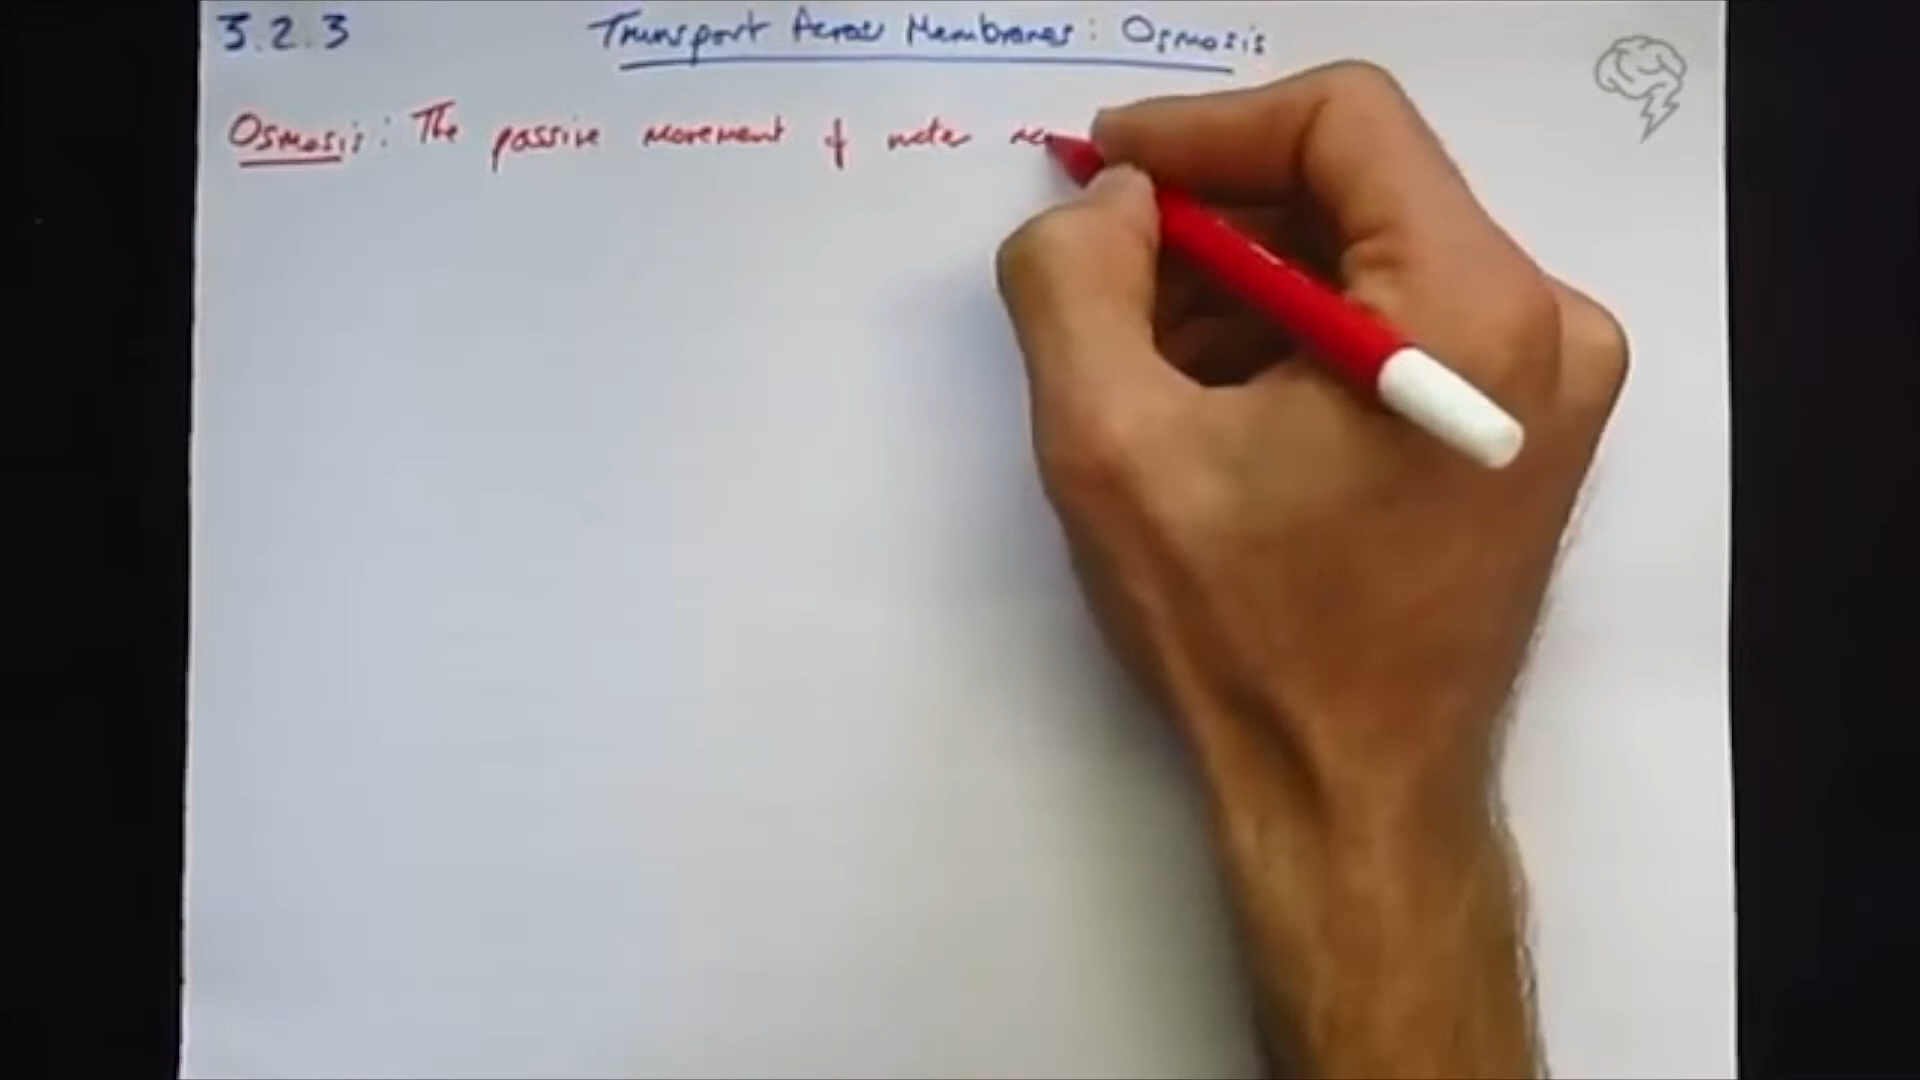 3.2.3 Transport Across Membranes: Osmosis
Osmosis: The passive movement of water